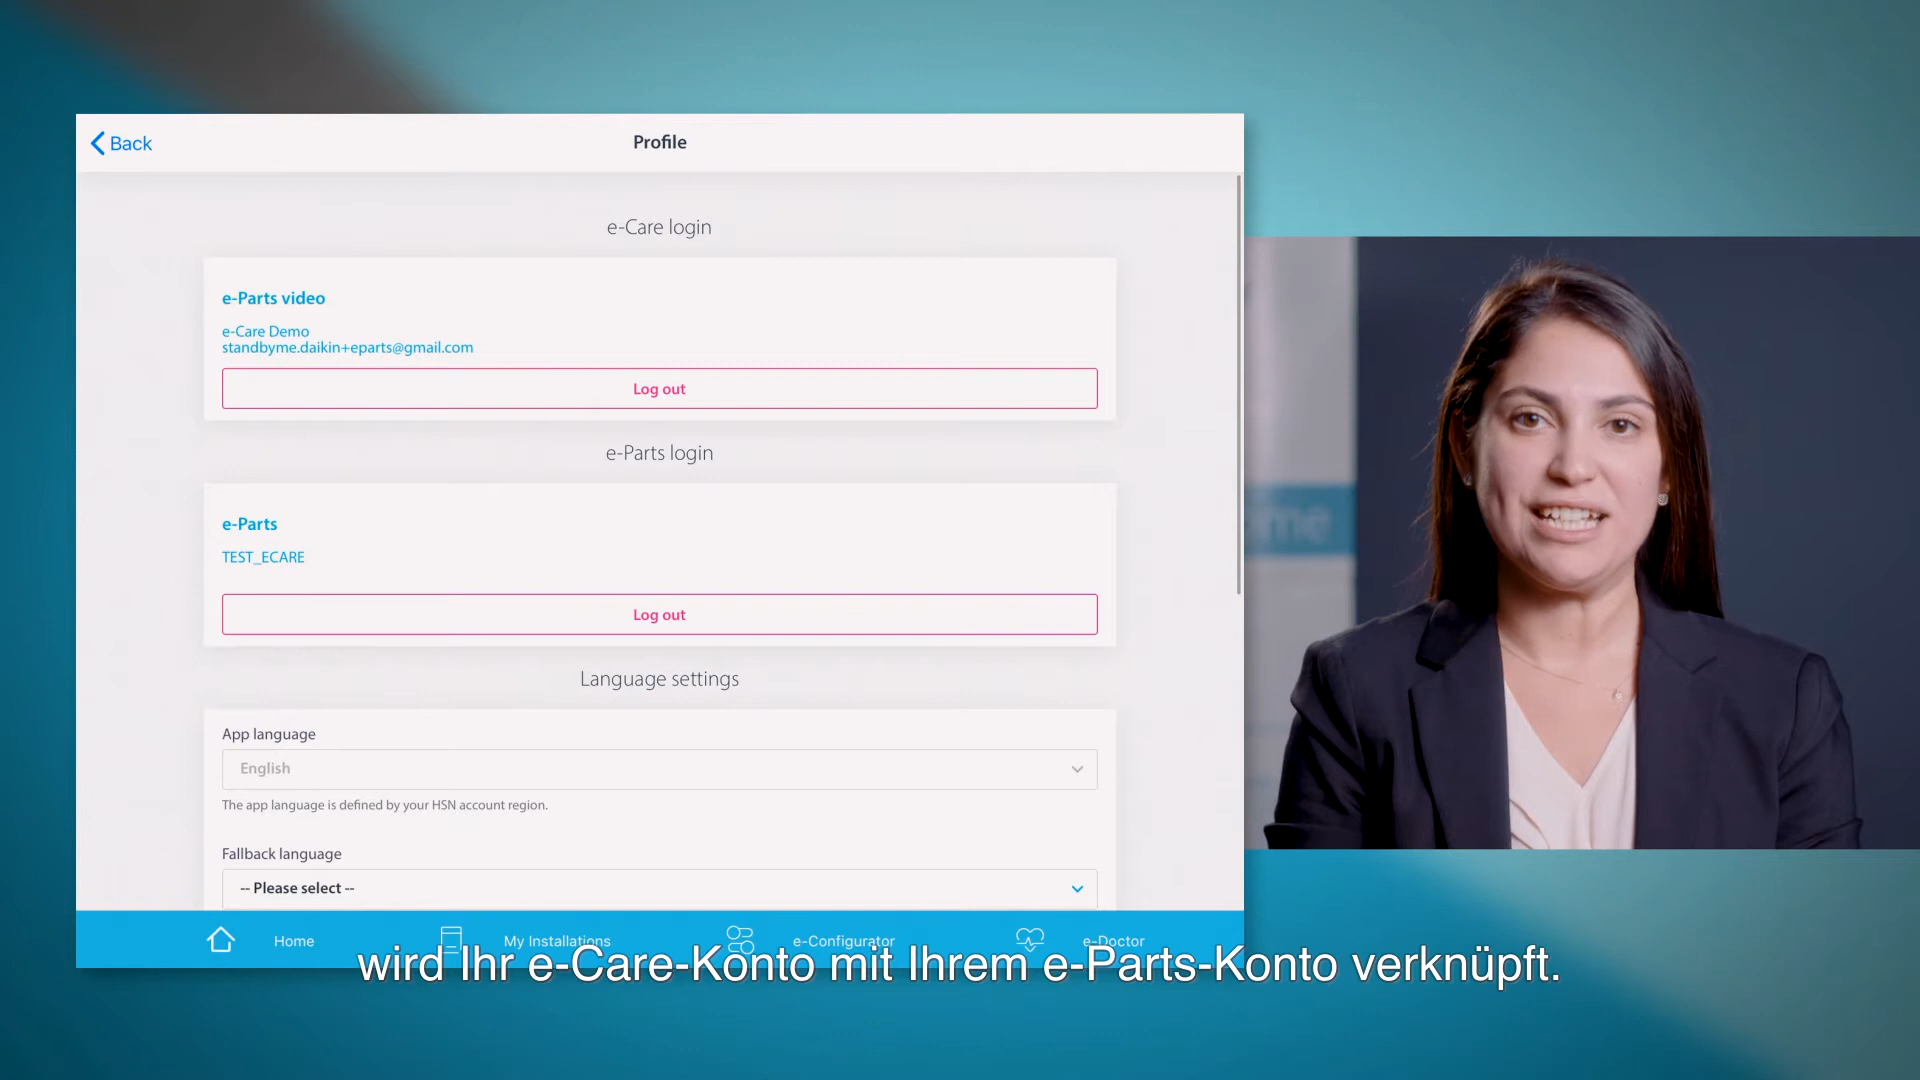 Back
Profile
e-Care login
e-Parts video
e-Care Demo
standbyme.daikin+eparts@gmail.com
Log out
e-Parts login
e-Parts
TEST_ECARE
Log out
Language settings
App language
English
The app language is defined by your HSN account region.
Fallback language
-- Please select --
Home
My Installations
e-Configurator
e-Doctor
wird Ihr e-Care-Konto mit Ihrem e-Parts-Konto verknüpft.